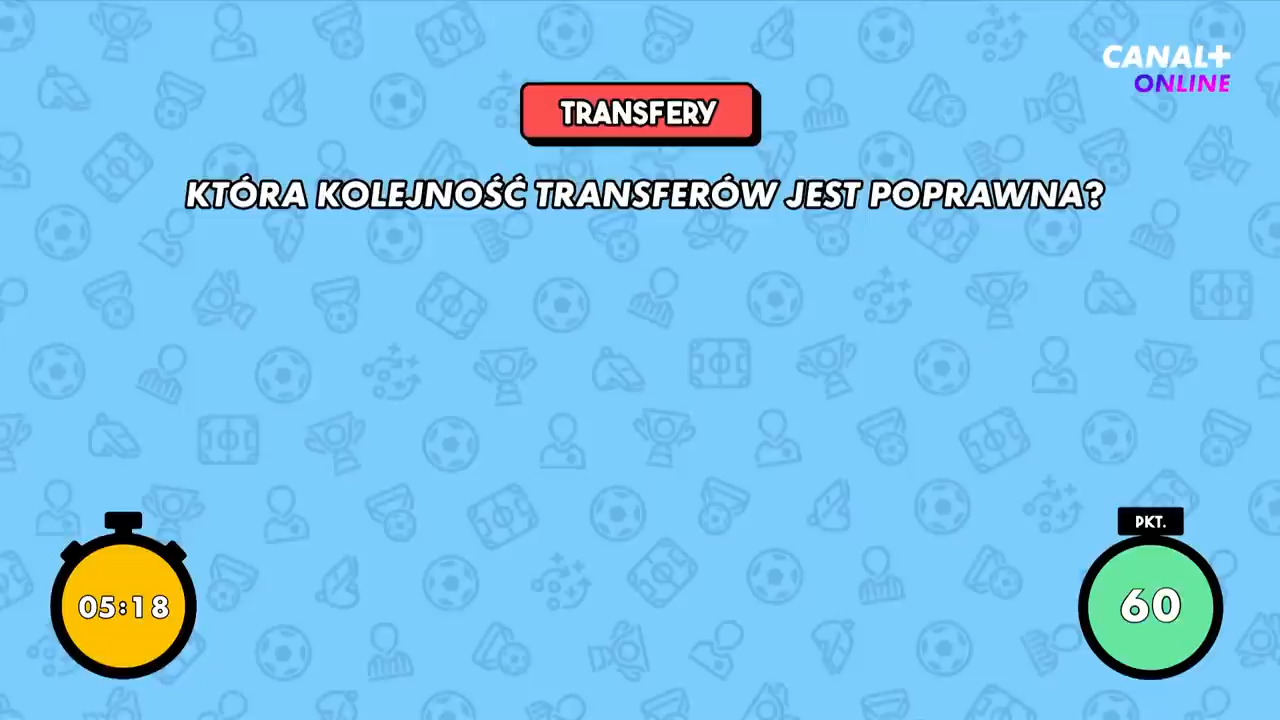 CANAL+
ONLINE
TRANSFERY
KTÓRA KOLEJNOŚĆ TRANSFERÓW JEST POPRAWNA?
PKT.
05:18
60